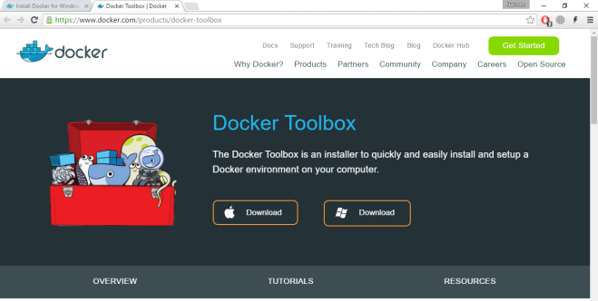 Install Docker for Window
Docker Toolbox | Docker
https://www.docker.com/products/docker-toolbox
docker
Docs Support Training Tech Blog Blog Docker Hub Get Started
Why Docker? Products Partners Community Company Careers Open Source
Docker Toolbox
The Docker Toolbox is an installer to quickly and easily install and setup a
Docker environment on your computer.
Download Download
OVERVIEW TUTORIALS RESOURCES